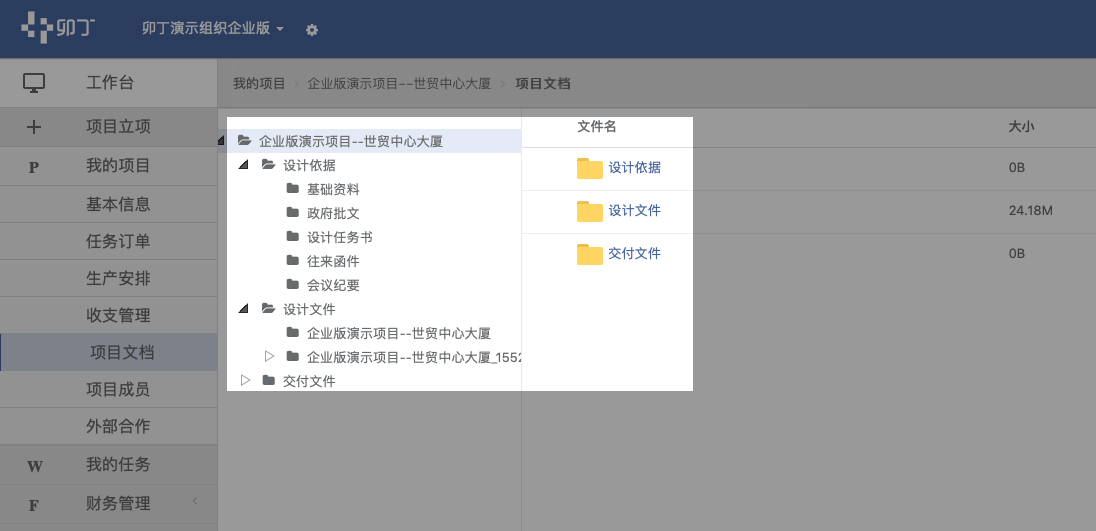 卯丁
卯丁演示组织企业版
工作台
项目立项
P 我的项目
基本信息
任务订单
生产安排
收支管理
项目文档
项目成员
外部合作
W 我的任务
F 财务管理
我的项目 > 企业版演示项目--世贸中心大厦 > 项目文档
企业版演示项目--世贸中心大厦
设计依据
基础资料
政府批文
设计任务书
往来函件
会议纪要
设计文件
企业版演示项目--世贸中心大厦
企业版演示项目--世贸中心大厦_1552
交付文件
文件名 大小
设计依据 0B
设计文件 24.18M
交付文件 0B